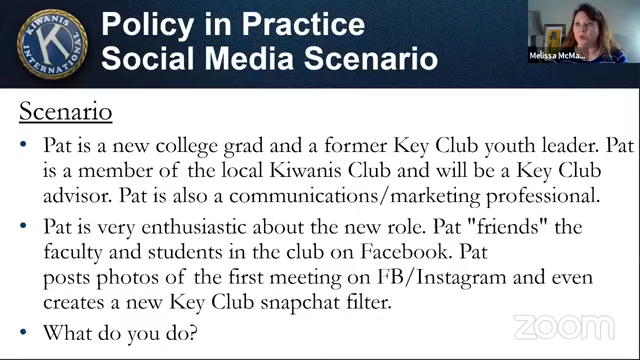 KIWANIS
INTERNATIONAL
K
Policy in Practice
Social Media Scenario
Melissa McMa...
Scenario
• Pat is a new college grad and a former Key Club youth leader. Pat
is a member of the local Kiwanis Club and will be a Key Club
advisor. Pat is also a communications/marketing professional.
• Pat is very enthusiastic about the new role. Pat "friends" the
faculty and students in the club on Facebook. Pat
posts photos of the first meeting on FB/Instagram and even
creates a new Key Club snapchat filter.
• What do you do?
zoom